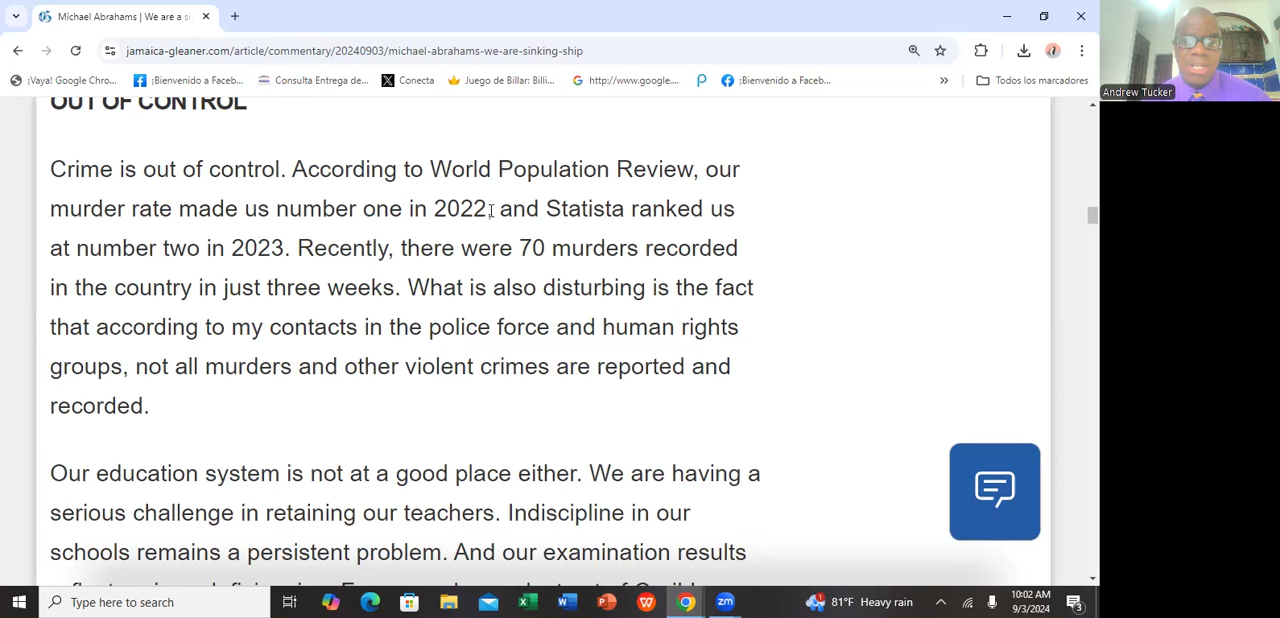 Michael Abrahams | We are a si
jamaica-gleaner.com/article/commentary/20240903/michael-abrahams-we-are-sinking-ship
¡Vaya! Google Chro...
¡Bienvenido a Faceb...
Consulta Entrega de...
Conecta
Juego de Billar: Billi...
http://www.google....
¡Bienvenido a Faceb...
»
Todos los marcadores
Andrew Tucker
OUT OF CONTROL
Crime is out of control. According to World Population Review, our
murder rate made us number one in 2022, and Statista ranked us
at number two in 2023. Recently, there were 70 murders recorded
in the country in just three weeks. What is also disturbing is the fact
that according to my contacts in the police force and human rights
groups, not all murders and other violent crimes are reported and
recorded.
Our education system is not at a good place either. We are having a
serious challenge in retaining our teachers. Indiscipline in our
schools remains a persistent problem. And our examination results
Type here to search
81°F Heavy rain
10:02 AM
9/3/2024
3